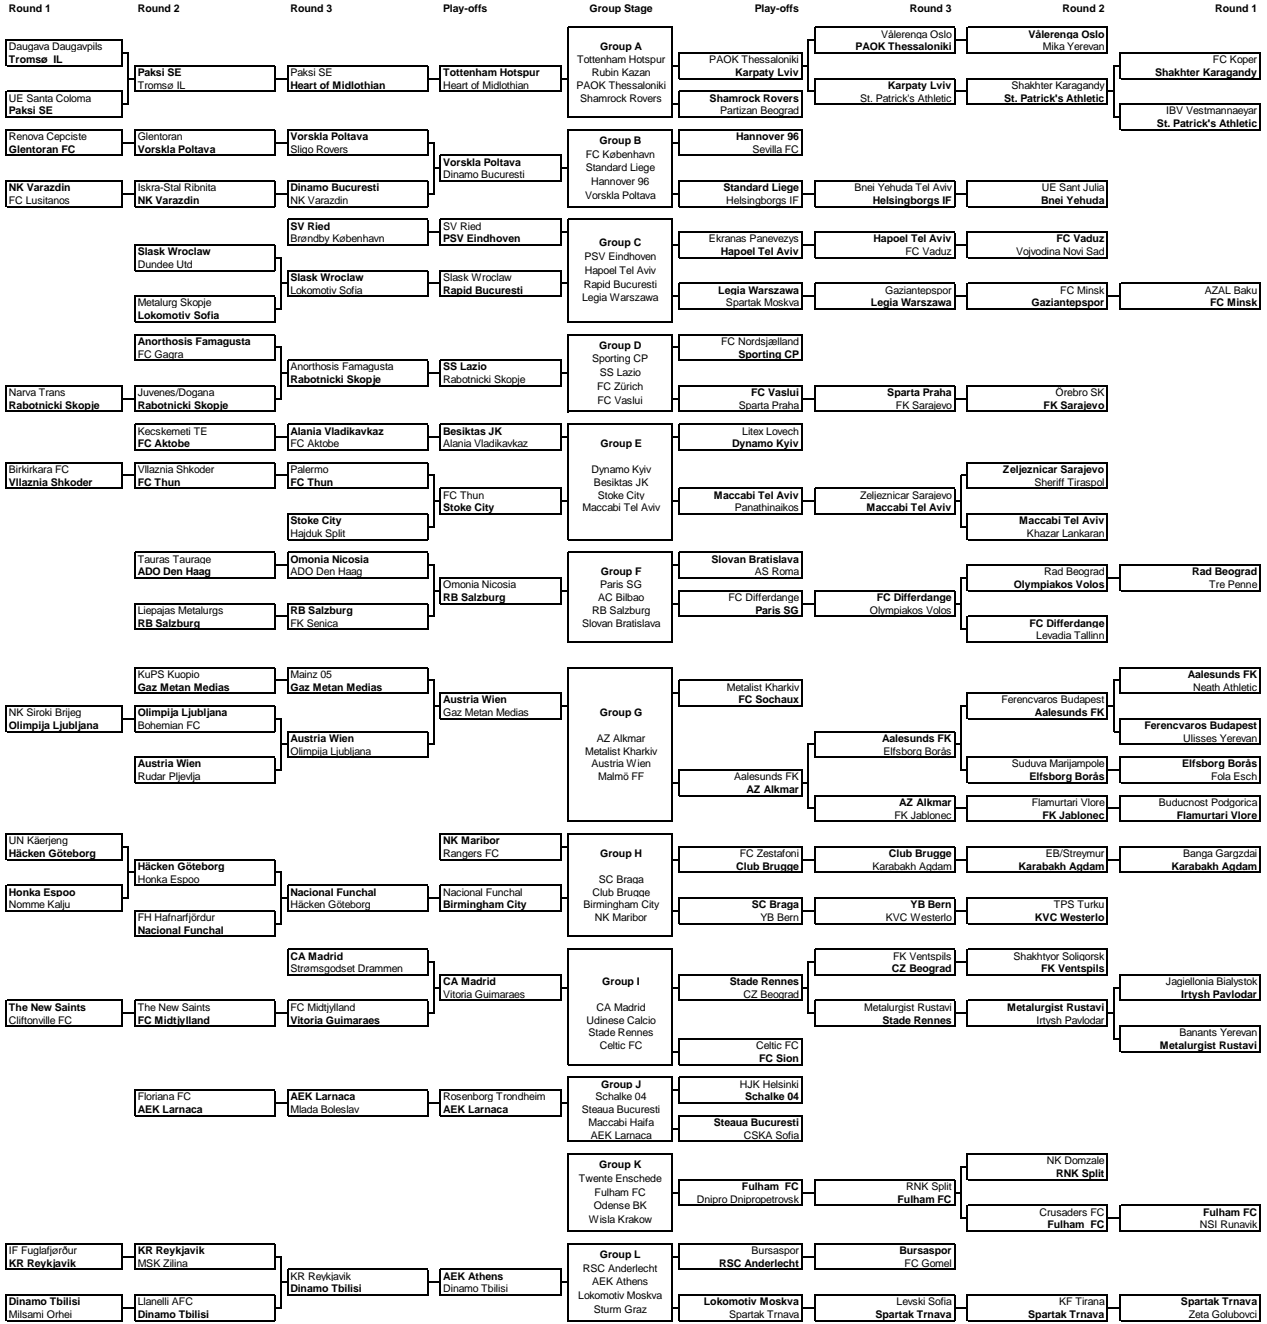 Round 1
Round 2
Round 3
Play-offs
Group Stage
Play-offs
Round 3
Round 2
Round 1
Daugava Daugavpils
Tromsø IL
UE Santa Coloma
Paksi SE
Paksi SE
Tromsø IL
Paksi SE
Heart of Midlothian
Tottenham Hotspur
Heart of Midlothian
Group A
Tottenham Hotspur
Rubin Kazan
PAOK Thessaloniki
Shamrock Rovers
PAOK Thessaloniki
Karpaty Lviv
Shamrock Rovers
Partizan Beograd
Vålerenga Oslo
PAOK Thessaloniki
Karpaty Lviv
St. Patrick's Athletic
Vålerenga Oslo
Mika Yerevan
Shakhter Karagandy
St. Patrick's Athletic
FC Koper
Shakhter Karagandy
IBV Vestmannaeyar
St. Patrick's Athletic
Renova Cepciste
Glentoran FC
NK Varazdin
FC Lusitanos
Glentoran
Vorskla Poltava
Iskra-Stal Ribnita
NK Varazdin
Vorskla Poltava
Sligo Rovers
Dinamo Bucuresti
NK Varazdin
Vorskla Poltava
Dinamo Bucuresti
Group B
FC København
Standard Liege
Hannover 96
Vorskla Poltava
Hannover 96
Sevilla FC
Standard Liege
Helsingborgs IF
Bnei Yehuda Tel Aviv
Helsingborgs IF
UE Sant Julia
Bnei Yehuda
Slask Wroclaw
Dundee Utd
Metalurg Skopje
Lokomotiv Sofia
SV Ried
Brøndby København
Slask Wroclaw
Lokomotiv Sofia
SV Ried
PSV Eindhoven
Slask Wroclaw
Rapid Bucuresti
Group C
PSV Eindhoven
Hapoel Tel Aviv
Rapid Bucuresti
Legia Warszawa
Ekranas Panevezys
Hapoel Tel Aviv
Legia Warszawa
Spartak Moskva
Hapoel Tel Aviv
FC Vaduz
Gaziantepspor
Legia Warszawa
FC Vaduz
Vojvodina Novi Sad
FC Minsk
Gaziantepspor
AZAL Baku
FC Minsk
Narva Trans
Rabotnicki Skopje
Anorthosis Famagusta
FC Gagra
Juvenes/Dogana
Rabotnicki Skopje
Anorthosis Famagusta
Rabotnicki Skopje
SS Lazio
Rabotnicki Skopje
Group D
Sporting CP
SS Lazio
FC Zürich
FC Vaslui
FC Nordsjælland
Sporting CP
FC Vaslui
Sparta Praha
Sparta Praha
FK Sarajevo
Örebro SK
FK Sarajevo
Birkirkara FC
Vllaznia Shkoder
Kecskemeti TE
FC Aktobe
Vllaznia Shkoder
FC Thun
Alania Vladikavkaz
FC Aktobe
Palermo
FC Thun
Stoke City
Hajduk Split
Besiktas JK
Alania Vladikavkaz
FC Thun
Stoke City
Group E
Dynamo Kyiv
Besiktas JK
Stoke City
Maccabi Tel Aviv
Litex Lovech
Dynamo Kyiv
Maccabi Tel Aviv
Panathinaikos
Zeljeznicar Sarajevo
Maccabi Tel Aviv
Zeljeznicar Sarajevo
Sheriff Tiraspol
Maccabi Tel Aviv
Khazar Lankaran
Tauras Taurage
ADO Den Haag
Liepajas Metalurgs
RB Salzburg
Omonia Nicosia
ADO Den Haag
RB Salzburg
FK Senica
Omonia Nicosia
RB Salzburg
Group F
Paris SG
AC Bilbao
RB Salzburg
Slovan Bratislava
Slovan Bratislava
AS Roma
FC Differdange
Paris SG
FC Differdange
Olympiakos Volos
Rad Beograd
Olympiakos Volos
FC Differdange
Levadia Tallinn
Rad Beograd
Tre Penne
NK Siroki Brijeg
Olimpija Ljubljana
KuPS Kuopio
Gaz Metan Medias
Olimpija Ljubljana
Bohemian FC
Austria Wien
Rudar Pljevlja
Mainz 05
Gaz Metan Medias
Austria Wien
Olimpija Ljubljana
Austria Wien
Gaz Metan Medias
Group G
AZ Alkmar
Metalist Kharkiv
Austria Wien
Malmö FF
Metalist Kharkiv
FC Sochaux
Aalesunds FK
AZ Alkmar
Aalesunds FK
Elfsborg Borås
AZ Alkmar
FK Jablonec
Ferencvaros Budapest
Aalesunds FK
Suduva Marijampole
Elfsborg Borås
Flamurtari Vlore
FK Jablonec
Aalesunds FK
Neath Athletic
Ferencvaros Budapest
Ulisses Yerevan
Elfsborg Borås
Fola Esch
Buducnost Podgorica
Flamurtari Vlore
UN Käerjeng
Häcken Göteborg
Honka Espoo
Nomme Kalju
Häcken Göteborg
Honka Espoo
FH Hafnarfjördur
Nacional Funchal
Nacional Funchal
Häcken Göteborg
NK Maribor
Rangers FC
Nacional Funchal
Birmingham City
Group H
SC Braga
Club Brugge
Birmingham City
NK Maribor
FC Zestafoni
Club Brugge
SC Braga
YB Bern
Club Brugge
Karabakh Agdam
YB Bern
KVC Westerlo
EB/Streymur
Karabakh Agdam
TPS Turku
KVC Westerlo
Banga Gargzdai
Karabakh Agdam
The New Saints
Cliftonville FC
The New Saints
FC Midtjylland
CA Madrid
Strømsgodset Drammen
FC Midtjylland
Vitoria Guimaraes
CA Madrid
Vitoria Guimaraes
Group I
CA Madrid
Udinese Calcio
Stade Rennes
Celtic FC
Stade Rennes
CZ Beograd
Celtic FC
FC Sion
FK Ventspils
CZ Beograd
Metalurgist Rustavi
Stade Rennes
Shakhtyor Soligorsk
FK Ventspils
Metalurgist Rustavi
Irtysh Pavlodar
Jagiellonia Bialystok
Irtysh Pavlodar
Banants Yerevan
Metalurgist Rustavi
Floriana FC
AEK Larnaca
AEK Larnaca
Mlada Boleslav
Rosenborg Trondheim
AEK Larnaca
Group J
Schalke 04
Steaua Bucuresti
Maccabi Haifa
AEK Larnaca
HJK Helsinki
Schalke 04
Steaua Bucuresti
CSKA Sofia
Group K
Twente Enschede
Fulham FC
Odense BK
Wisla Krakow
Fulham FC
Dnipro Dnipropetrovsk
RNK Split
Fulham FC
NK Domzale
RNK Split
Crusaders FC
Fulham FC
Fulham FC
NSI Runavik
IF Fuglafjørður
KR Reykjavik
Dinamo Tbilisi
Milsami Orhei
KR Reykjavik
MSK Zilina
Llanelli AFC
Dinamo Tbilisi
KR Reykjavik
Dinamo Tbilisi
AEK Athens
Dinamo Tbilisi
Group L
RSC Anderlecht
AEK Athens
Lokomotiv Moskva
Sturm Graz
Bursaspor
RSC Anderlecht
Lokomotiv Moskva
Spartak Trnava
Bursaspor
FC Gomel
Levski Sofia
Spartak Trnava
KF Tirana
Spartak Trnava
Spartak Trnava
Zeta Golubovci